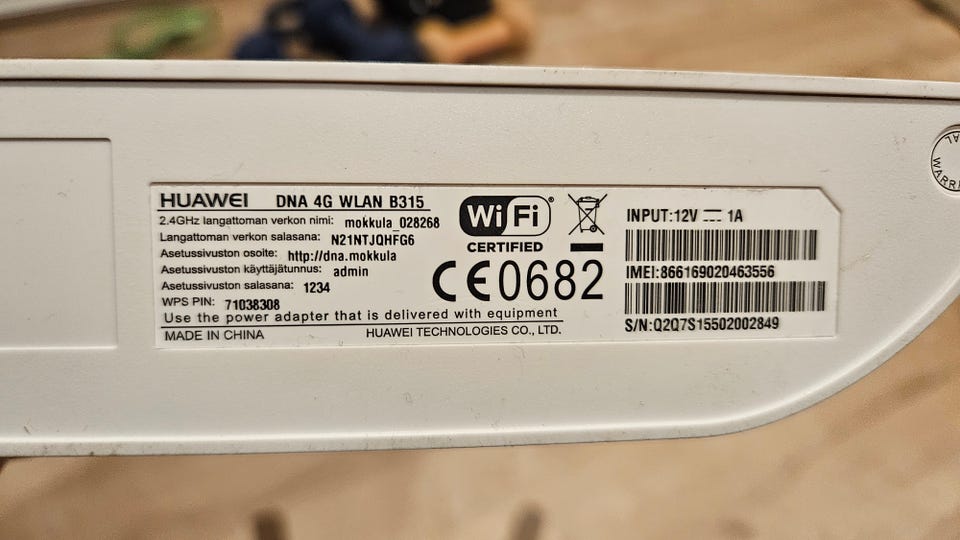 HUAWEI DNA 4G WLAN B315
2.4GHz langattoman verkon nimi: mokkula_028268
Langattoman verkon salasana: N21NTJQHFG6
Asetussivuston osoite: http://dna.mokkula
Asetussivuston käyttäjätunnus: admin
Asetussivuston salasana: 1234
WPS PIN: 71038308
Use the power adapter that is delivered with equipment
MADE IN CHINA HUAWEI TECHNOLOGIES CO., LTD.
WiFi®
CERTIFIED
CE0682
INPUT:12V ⎓ 1A
IMEI:866169020463556
S/N:Q2Q7S15502002849